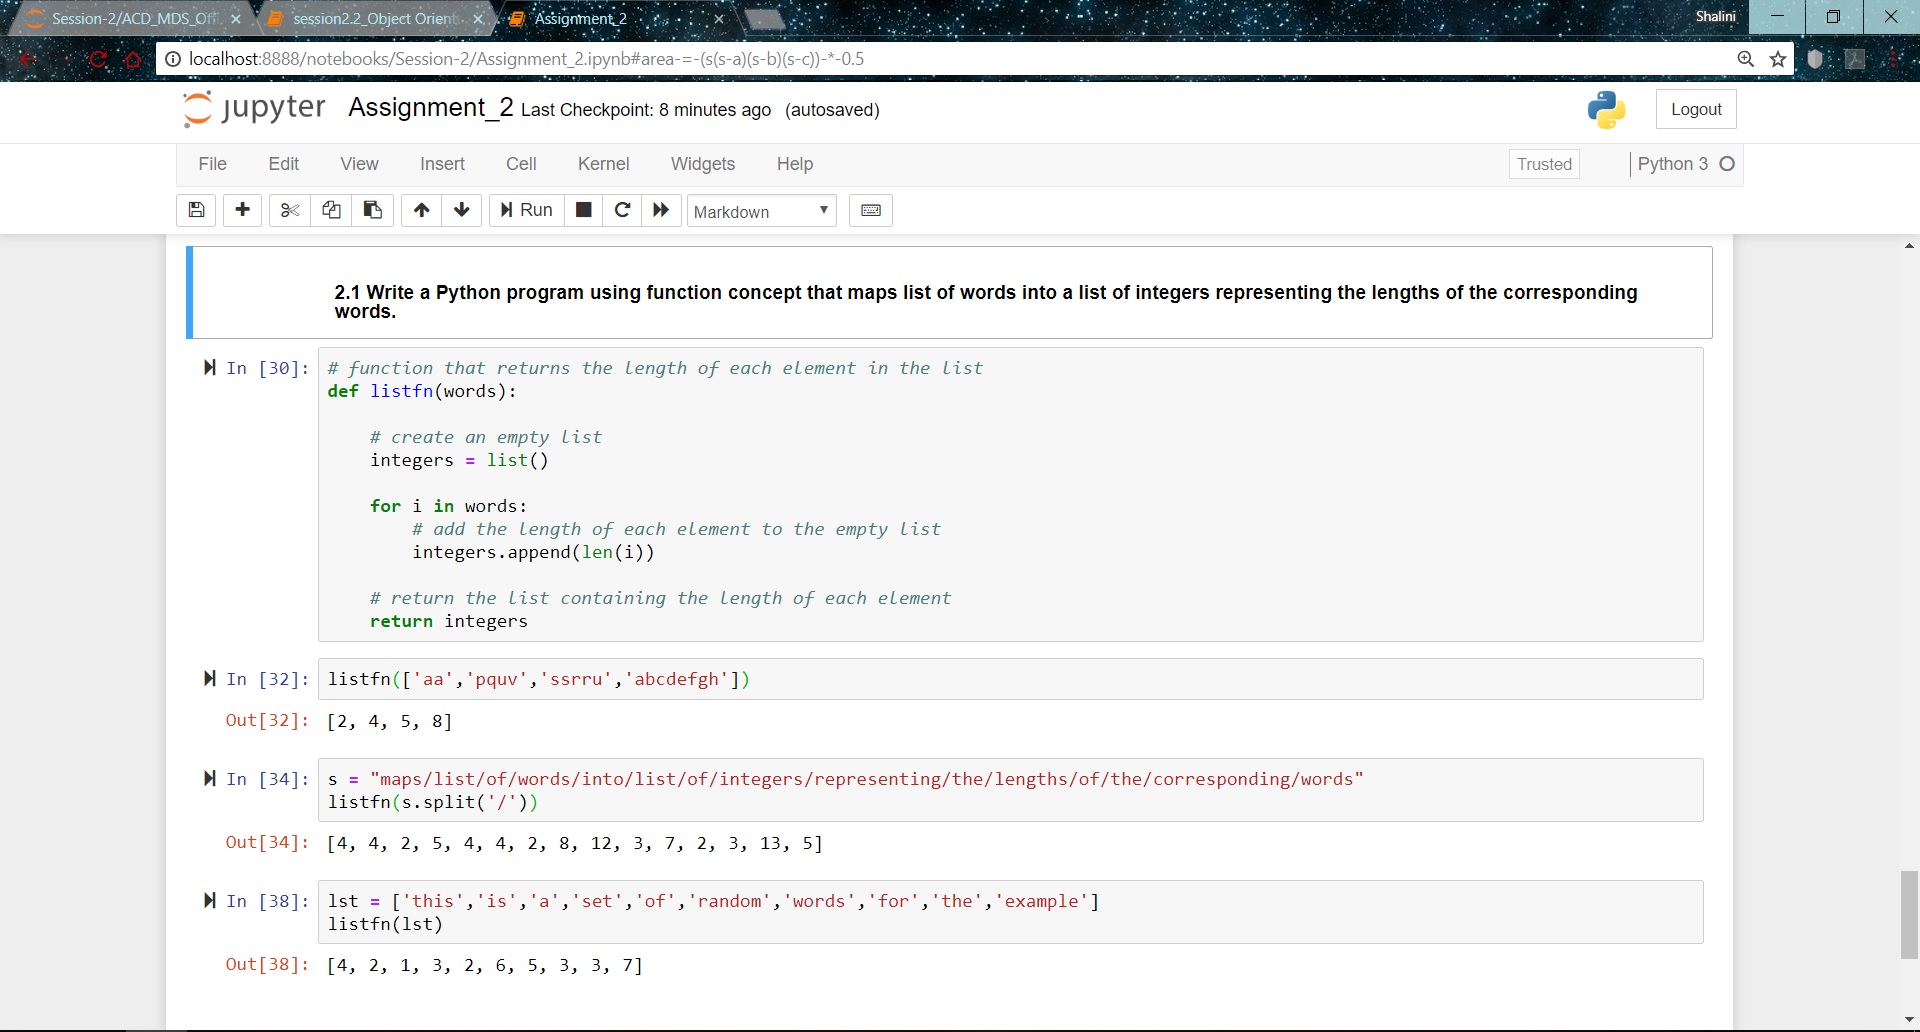 Session-2/ACD_MDS_Off
session2.2_Object Orient
Assignment_2
Shalini
localhost:8888/notebooks/Session-2/Assignment_2.ipynb#area-=-(s(s-a)(s-b)(s-c))-*-0.5
jupyter Assignment_2 Last Checkpoint: 8 minutes ago (autosaved)
Logout
File Edit View Insert Cell Kernel Widgets Help
Trusted
Python 3
Run
Markdown
2.1 Write a Python program using function concept that maps list of words into a list of integers representing the lengths of the corresponding
words.
In [30]:
# function that returns the length of each element in the list
def listfn(words):
# create an empty list
integers = list()
for i in words:
# add the length of each element to the empty list
integers.append(len(i))
# return the list containing the length of each element
return integers
In [32]: listfn(['aa','pquv','ssrru','abcdefgh'])
Out[32]: [2, 4, 5, 8]
In [34]: s = "maps/list/of/words/into/list/of/integers/representing/the/lengths/of/the/corresponding/words"
listfn(s.split('/'))
Out[34]: [4, 4, 2, 5, 4, 4, 2, 8, 12, 3, 7, 2, 3, 13, 5]
In [38]: lst = ['this','is','a','set','of','random','words','for','the','example']
listfn(lst)
Out[38]: [4, 2, 1, 3, 2, 6, 5, 3, 3, 7]